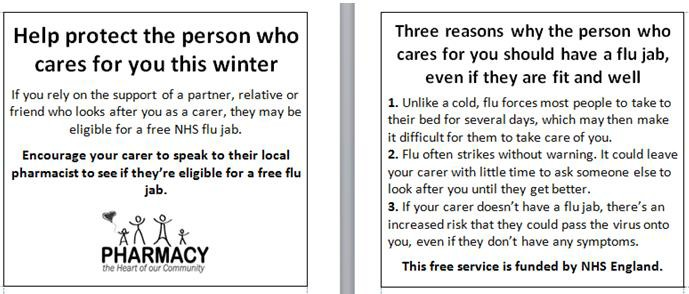 Help protect the person who
cares for you this winter
If you rely on the support of a partner, relative or
friend who looks after you as a carer, they may be
eligible for a free NHS flu jab.
Encourage your carer to speak to their local
pharmacist to see if they're eligible for a free flu
jab.
PHARMACY
the Heart of our Community
Three reasons why the person who
cares for you should have a flu jab,
even if they are fit and well
1. Unlike a cold, flu forces most people to take to
their bed for several days, which may then make
it difficult for them to take care of you.
2. Flu often strikes without warning. It could leave
your carer with little time to ask someone else to
look after you until they get better.
3. If your carer doesn't have a flu jab, there's an
increased risk that they could pass the virus onto
you, even if they don't have any symptoms.
This free service is funded by NHS England.